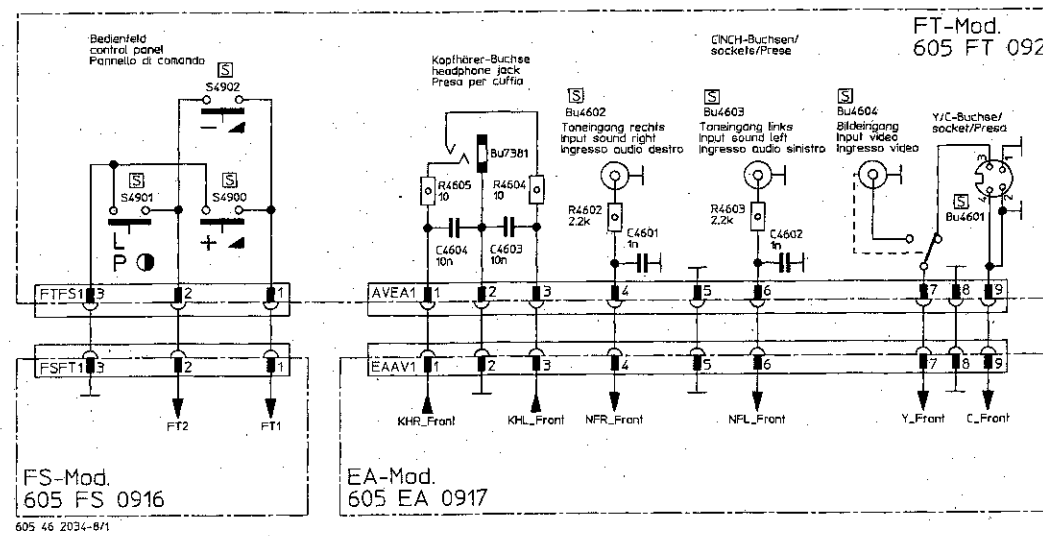 FT-Mod.
605 FT 092
Bedienfeld
control panel
Pannello di comando
S
S4902
S
S4901
S
S4900
L
P
+
Kopfhörer-Buchse
headphone jack
Presa per cuffia
Bu7381
R4605
10
R4604
10
C4604
10n
C4603
10n
CINCH-Buchsen/
sockets/Prese
S
Bu4602
Toneingang rechts
Input sound right
Ingresso audio destro
R4602
2.2k
C4601
1n
S
Bu4603
Toneingang links
Input sound left
Ingresso audio sinistro
R4603
2.2k
C4602
1n
S
Bu4604
Bildeingang
Input video
Ingresso video
Y/C-Buchse/
socket/Presa
3
1
4
2
S
Bu4601
FTFS1 3 2 1
AVEA1 1 2 3 4 5 6 7 8 9
FSFT1 3 2 1
EAAV1 1 2 3 4 5 6 7 8 9
FT2
FT1
KHR_Front
KHL_Front
NFR_Front
NFL_Front
Y_Front
C_Front
FS-Mod.
605 FS 0916
EA-Mod.
605 EA 0917
605 46 2034-8/1